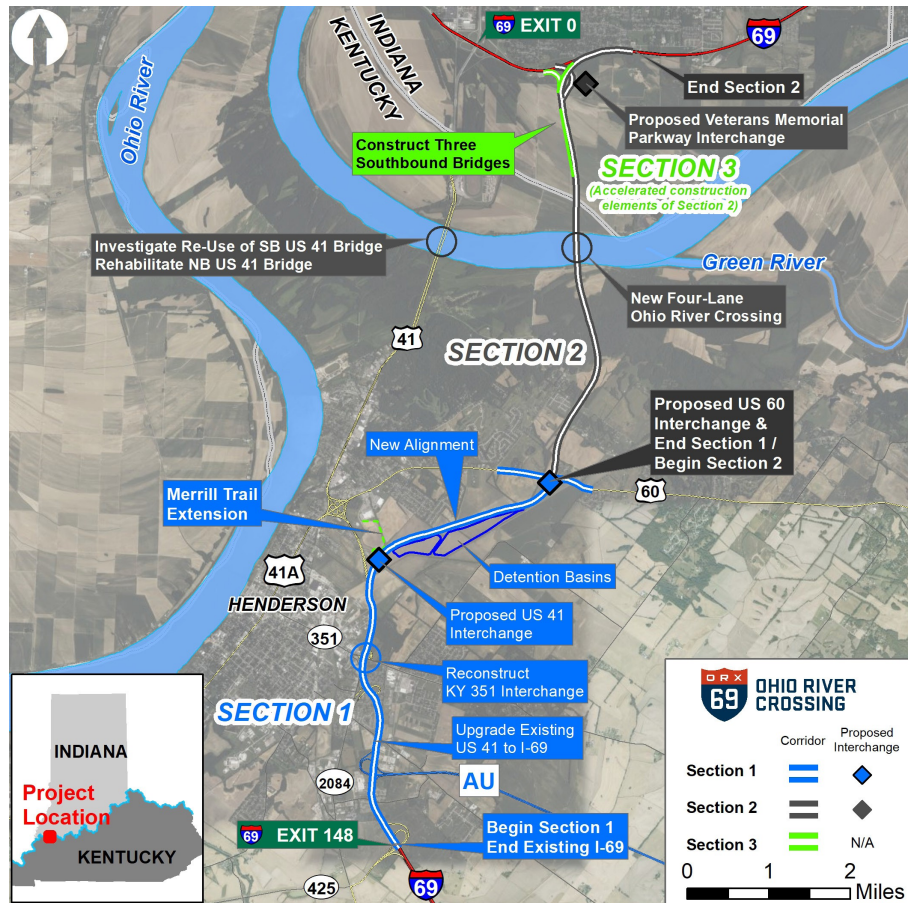 69 EXIT 0
69
INDIANA
KENTUCKY
Ohio River
End Section 2
Proposed Veterans Memorial
Parkway Interchange
Construct Three
Southbound Bridges
SECTION 3
(Accelerated construction
elements of Section 2)
Investigate Re-Use of SB US 41 Bridge
Rehabilitate NB US 41 Bridge
Green River
New Four-Lane
Ohio River Crossing
41
SECTION 2
Proposed US 60
Interchange &
End Section 1 /
Begin Section 2
New Alignment
60
Merrill Trail
Extension
41A
Detention Basins
HENDERSON
Proposed US 41
Interchange
351
Reconstruct
KY 351 Interchange
SECTION 1
Upgrade Existing
US 41 to I-69
2084
AU
69 EXIT 148
Begin Section 1
End Existing I-69
425
69
INDIANA
Project
Location
KENTUCKY
ORX
69
OHIO RIVER
CROSSING
Corridor
Proposed
Interchange
Section 1
Section 2
Section 3
N/A
0 1 2
Miles